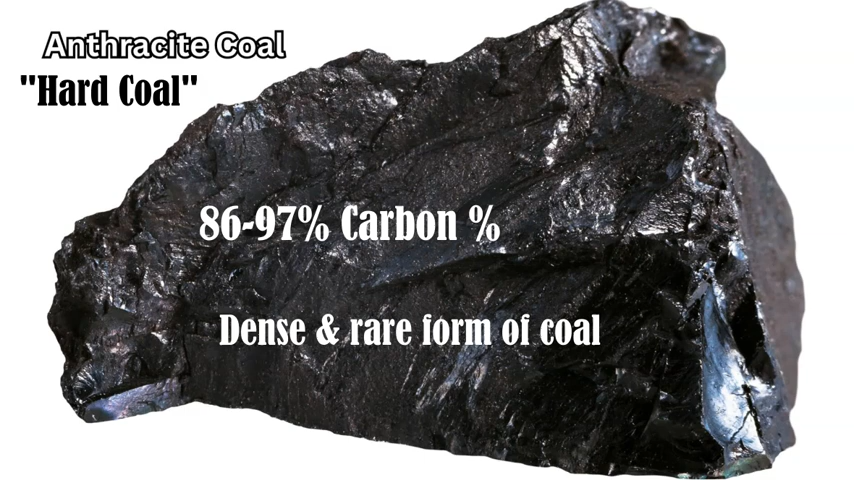 Anthracite Coal
"Hard Coal"
86-97% Carbon %
Dense & rare form of coal